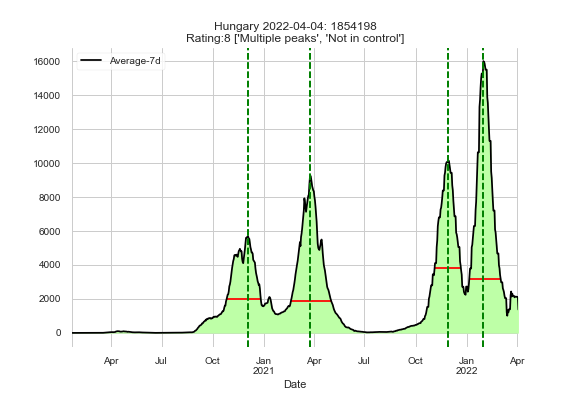 Hungary 2022-04-04: 1854198
Rating:8 ['Multiple peaks', 'Not in control']
Average-7d
16000
14000
12000
10000
8000
6000
4000
2000
0
Apr Jul Oct Jan Apr Jul Oct Jan Apr
2021 2022
Date